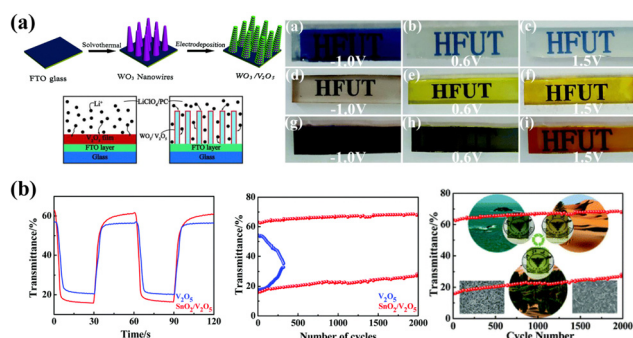 (a)
Solvothermal
Electrodeposition
FTO glass
WO₃ Nanowires
WO₃/V₂O₅
Li⁺
LiClO₄/PC
WO₃/V₂O₅
V₂O₅ film
FTO layer
Glass
FTO layer
Glass
(a) HFUT -1.0V
(b) HFUT 0.6V
(c) HFUT 1.5V
(d) HFUT -1.0V
(e) HFUT 0.6V
(f) HFUT 1.5V
(g) -1.0V
(h) 0.6V
(i) HFUT 1.5V
(b)
Transmittance/%
60
40
20
0 30 60 90 120
Time/s
V₂O₅
SnO₂/V₂O₅
Transmittance/%
80
60
40
20
0
0 500 1000 1500 2000
Number of cycles
V₂O₅
SnO₂/V₂O₅
Transmittance/%
80
60
40
20
0
0 500 1000 1500 2000
Cycle Number